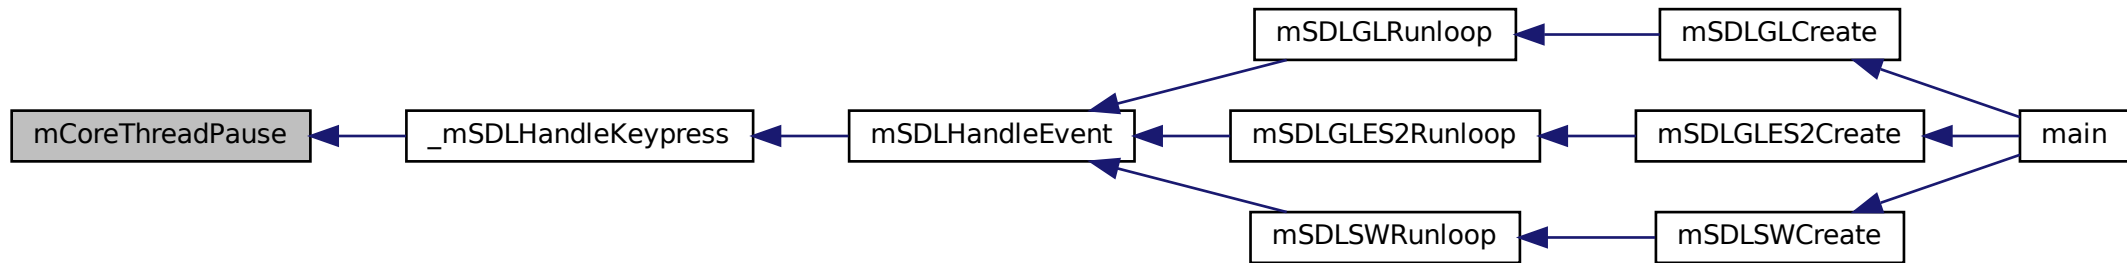 mCoreThreadPause
_mSDLHandleKeypress
mSDLHandleEvent
mSDLGLRunloop
mSDLGLCreate
mSDLGLES2Runloop
mSDLGLES2Create
main
mSDLSWRunloop
mSDLSWCreate